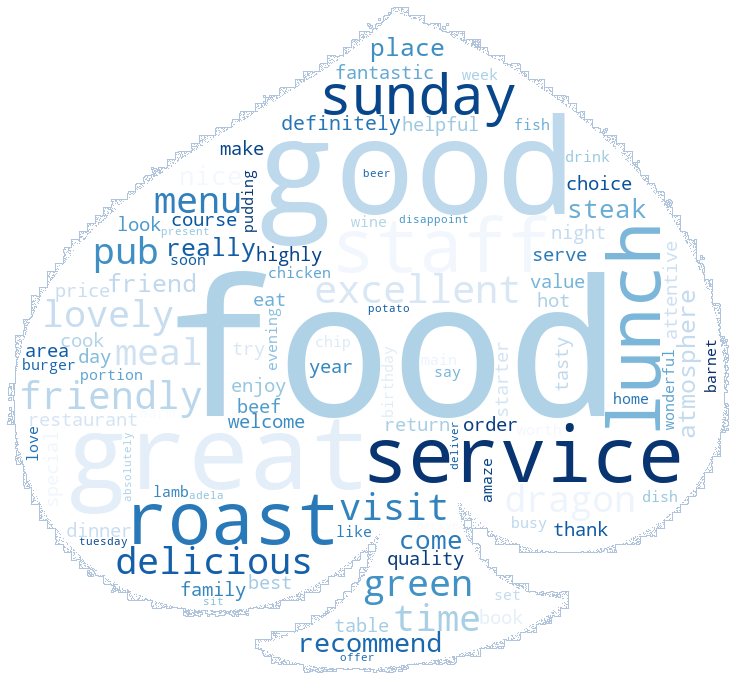 place
fantastic week
sunday
definitely helpful fish
good
make drink
nice beer choice
menu pudding steak
look course wine disappoint
present staff night
pub really highly serve
soon chicken value
price friend excellent hot
lovely eat potato lunch
cook evening attentive
area day meal try chip atmosphere
burger portion food year main say tasty barnet
friendly enjoy birthday starter home wonderful
restaurant beef welcome return order
love great deliver worth
special absolutely service
lamb adela amaze dish
roast visit dragon
dinner busy thank
tuesday like come
delicious quality
family best green
sit time set book
table
recommend
offer